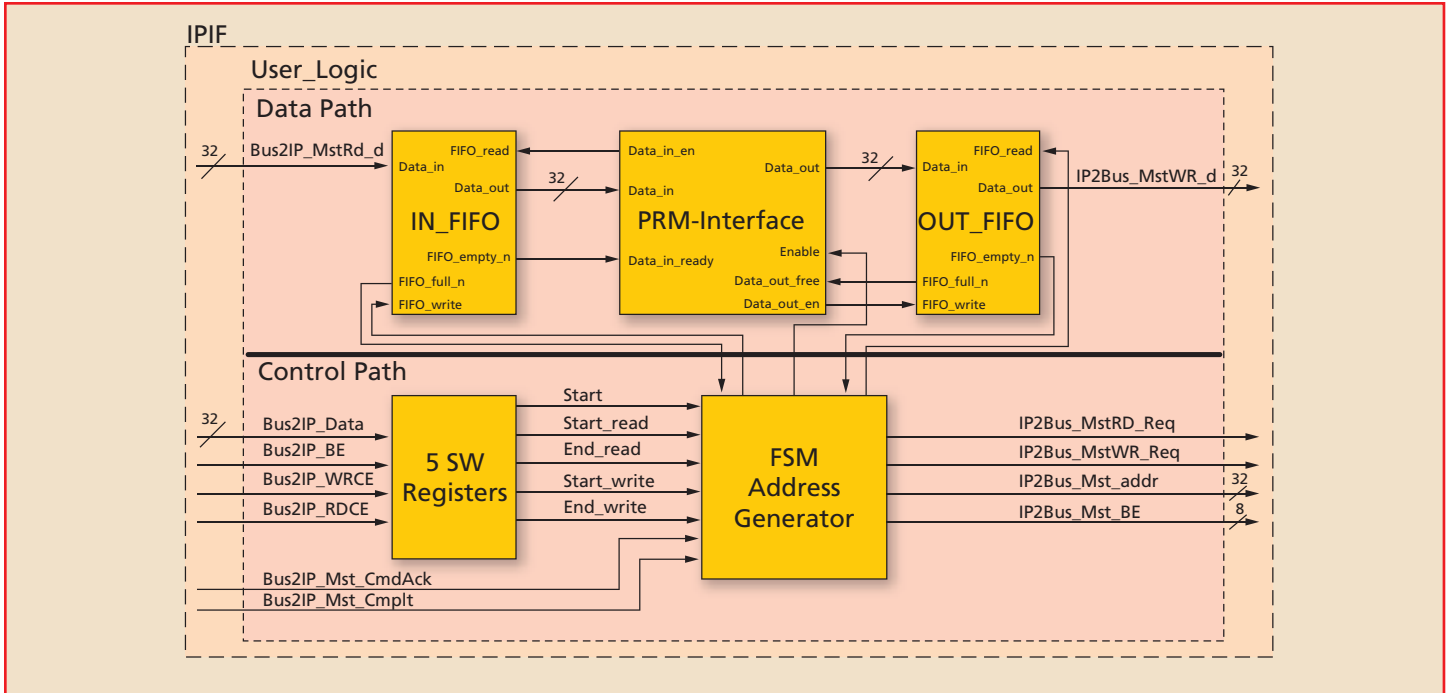 IPIF
User_Logic
Data Path
32
Bus2IP_MstRd_d
FIFO_read
Data_in
Data_out
IN_FIFO
FIFO_empty_n
FIFO_full_n
FIFO_write
32
Data_in_en
Data_out
Data_in
PRM-Interface
Enable
Data_in_ready
Data_out_free
Data_out_en
32
FIFO_read
Data_in
Data_out
OUT_FIFO
FIFO_empty_n
FIFO_full_n
FIFO_write
IP2Bus_MstWR_d
32
Control Path
32
Bus2IP_Data
Bus2IP_BE
Bus2IP_WRCE
Bus2IP_RDCE
5 SW
Registers
Start
Start_read
End_read
Start_write
End_write
Bus2IP_Mst_CmdAck
Bus2IP_Mst_Cmplt
FSM
Address
Generator
IP2Bus_MstRD_Req
IP2Bus_MstWR_Req
IP2Bus_Mst_addr
32
IP2Bus_Mst_BE
8